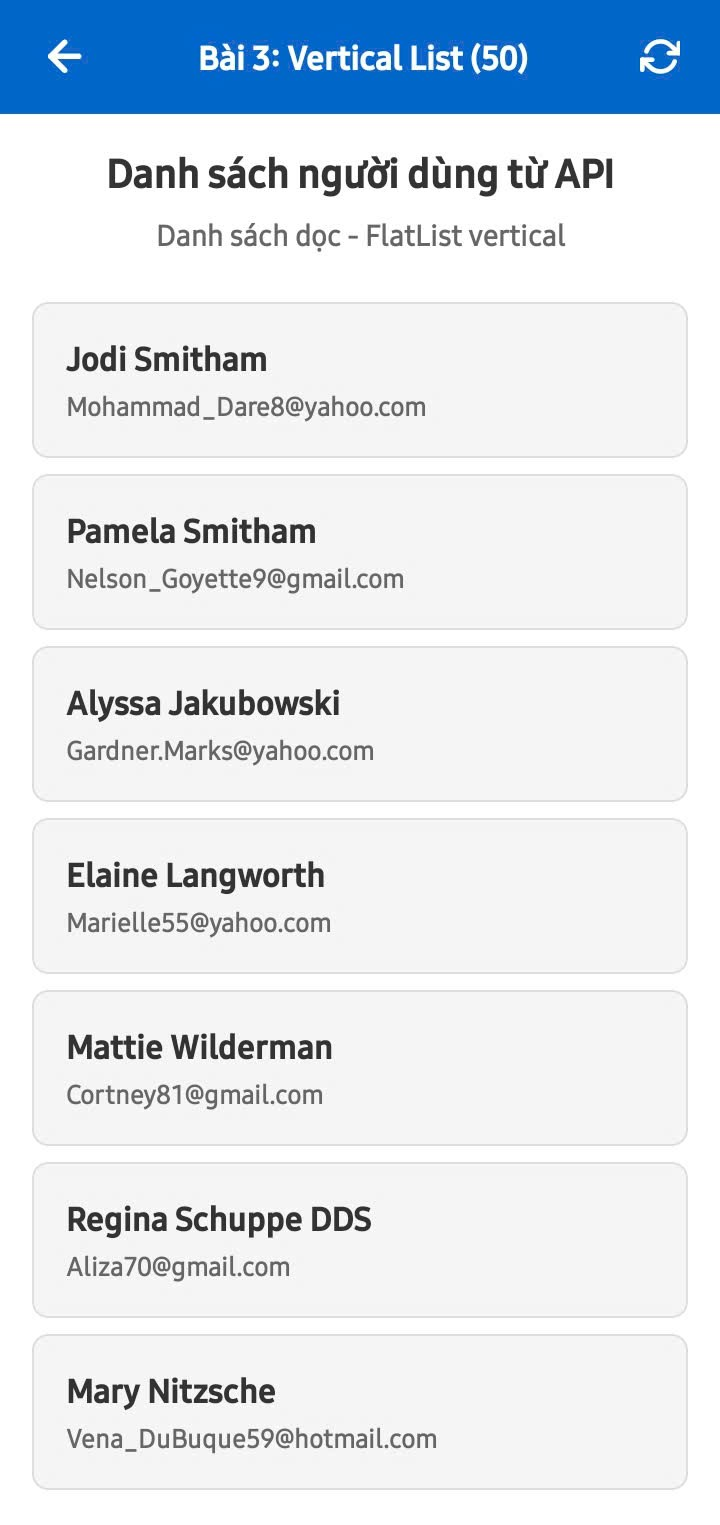 Bài 3: Vertical List (50)
Danh sách người dùng từ API
Danh sách dọc - FlatList vertical
Jodi Smitham
Mohammad_Dare8@yahoo.com
Pamela Smitham
Nelson_Goyette9@gmail.com
Alyssa Jakubowski
Gardner.Marks@yahoo.com
Elaine Langworth
Marielle55@yahoo.com
Mattie Wilderman
Cortney81@gmail.com
Regina Schuppe DDS
Aliza70@gmail.com
Mary Nitzsche
Vena_DuBuque59@hotmail.com